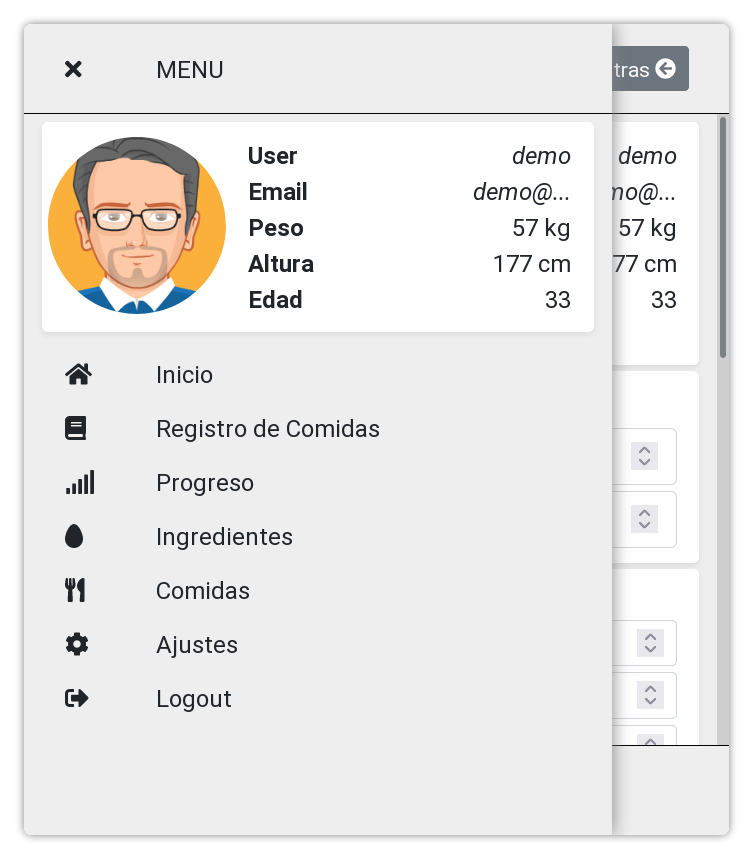 MENU
tras
User demo demo
Email demo@... mo@...
Peso 57 kg 57 kg
Altura 177 cm 77 cm
Edad 33 33
Inicio
Registro de Comidas
Progreso
Ingredientes
Comidas
Ajustes
Logout